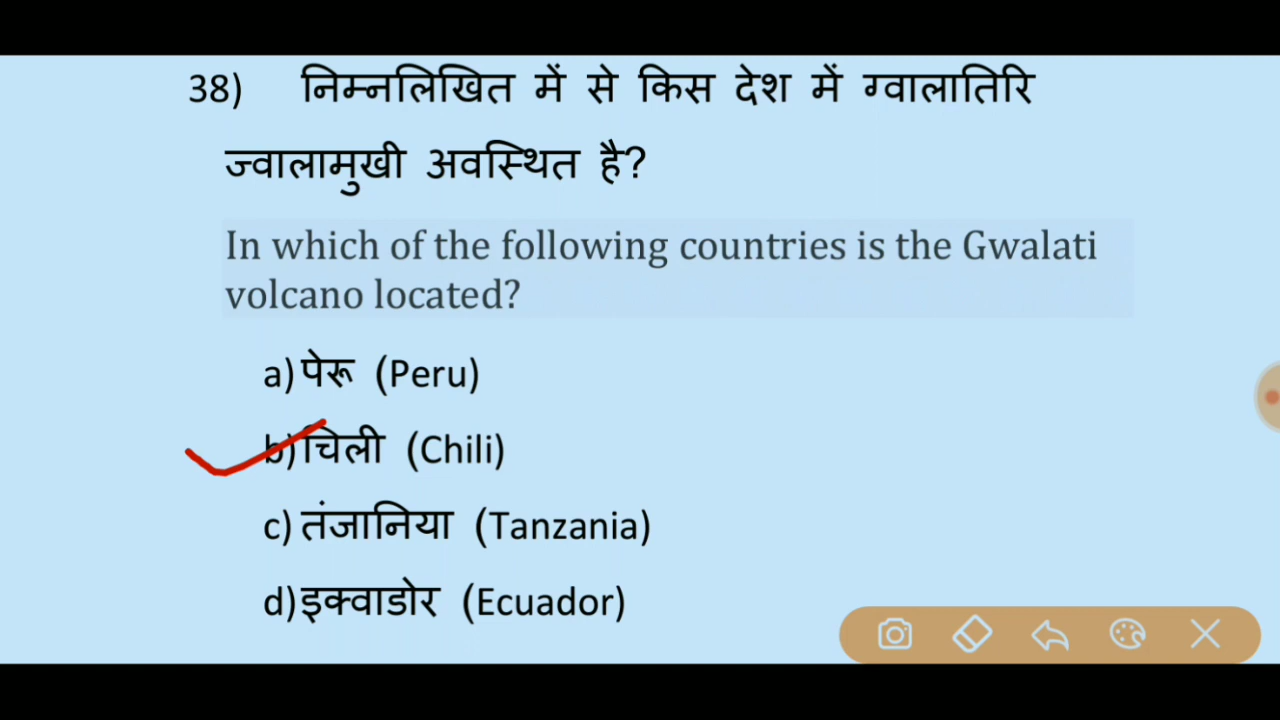 38) निम्नलिखित में से किस देश में ग्वालातिरि
ज्वालामुखी अवस्थित है?
In which of the following countries is the Gwalati
volcano located?
a) पेरू (Peru)
b) चिली (Chili)
c) तंजानिया (Tanzania)
d) इक्वाडोर (Ecuador)